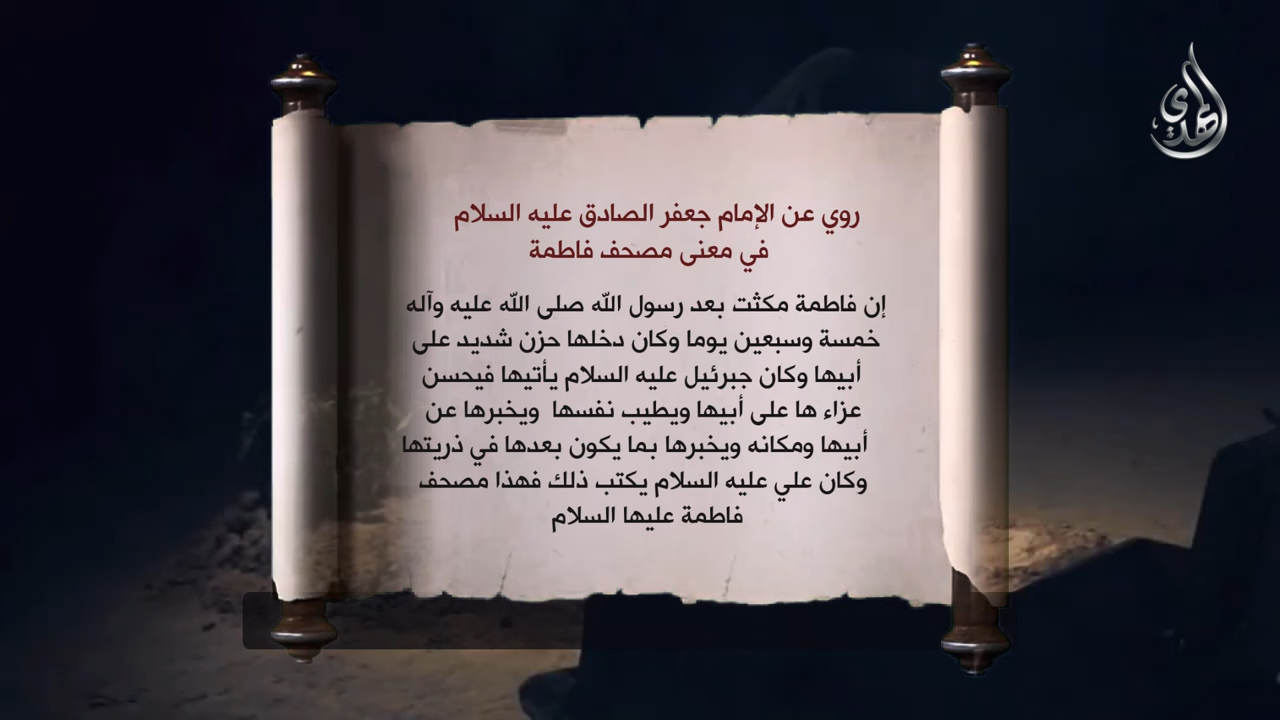 المهدي
روي عن الإمام جعفر الصادق عليه السلام
في معنى مصحف فاطمة
إن فاطمة مكثت بعد رسول الله صلى الله عليه وآله
خمسة وسبعين يوما وكان دخلها حزن شديد على
أبيها وكان جبرئيل عليه السلام يأتيها فيحسن
عزاء ها على أبيها ويطيب نفسها ويخبرها عن
أبيها ومكانه ويخبرها بما يكون بعدها في ذريتها
وكان علي عليه السلام يكتب ذلك فهذا مصحف
فاطمة عليها السلام